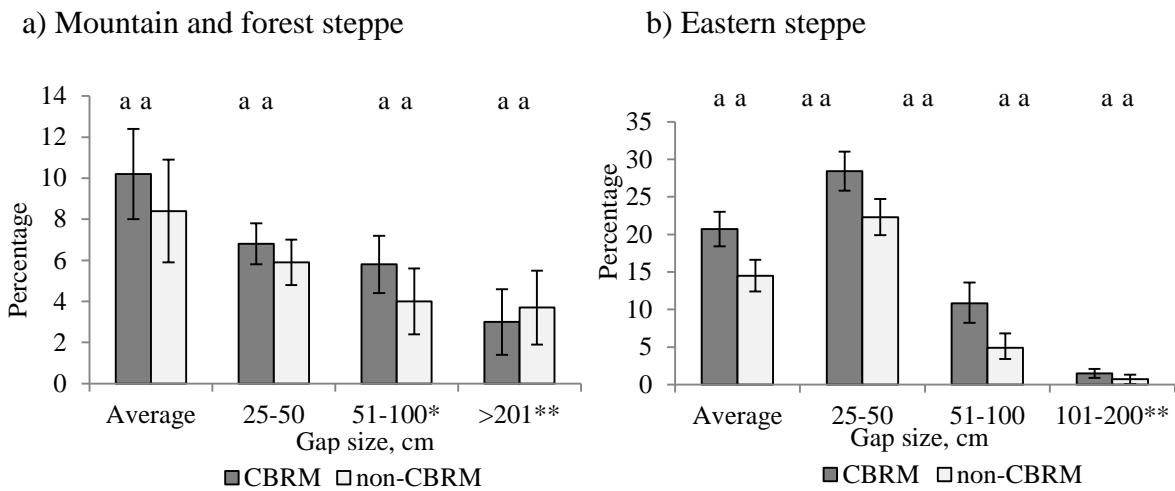 a) Mountain and forest steppe
a a a a a a a a
14
12
10
8
6
4
2
0
Percentage
Average 25-50 51-100* >201**
Gap size, cm
CBRM non-CBRM
b) Eastern steppe
a a a a a a a a a a
35
30
25
20
15
10
5
0
Percentage
Average 25-50 51-100 101-200**
Gap size, cm
CBRM non-CBRM